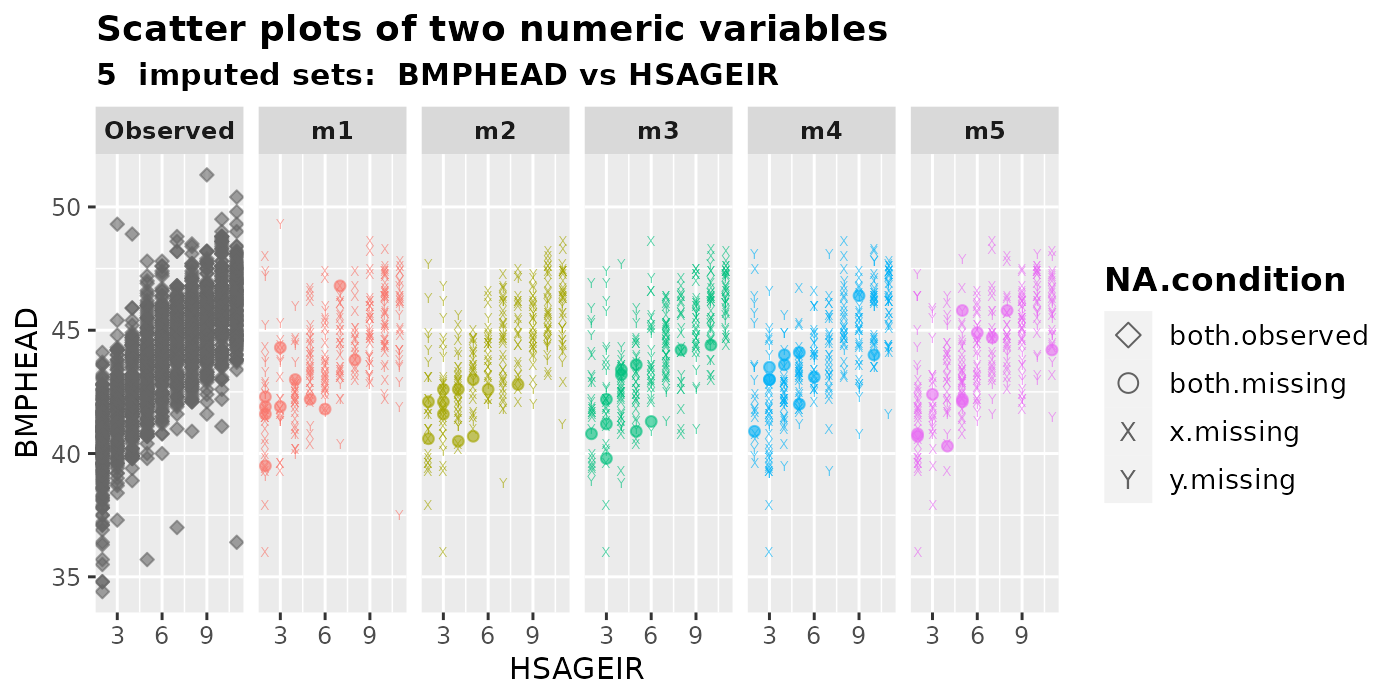 Scatter plots of two numeric variables
5 imputed sets: BMPHEAD vs HSAGEIR
Observed m1 m2 m3 m4 m5
50
45
40
35
BMPHEAD
3 6 9 3 6 9 3 6 9 3 6 9 3 6 9 3 6 9
HSAGEIR
NA.condition
both.observed
both.missing
X x.missing
Y y.missing